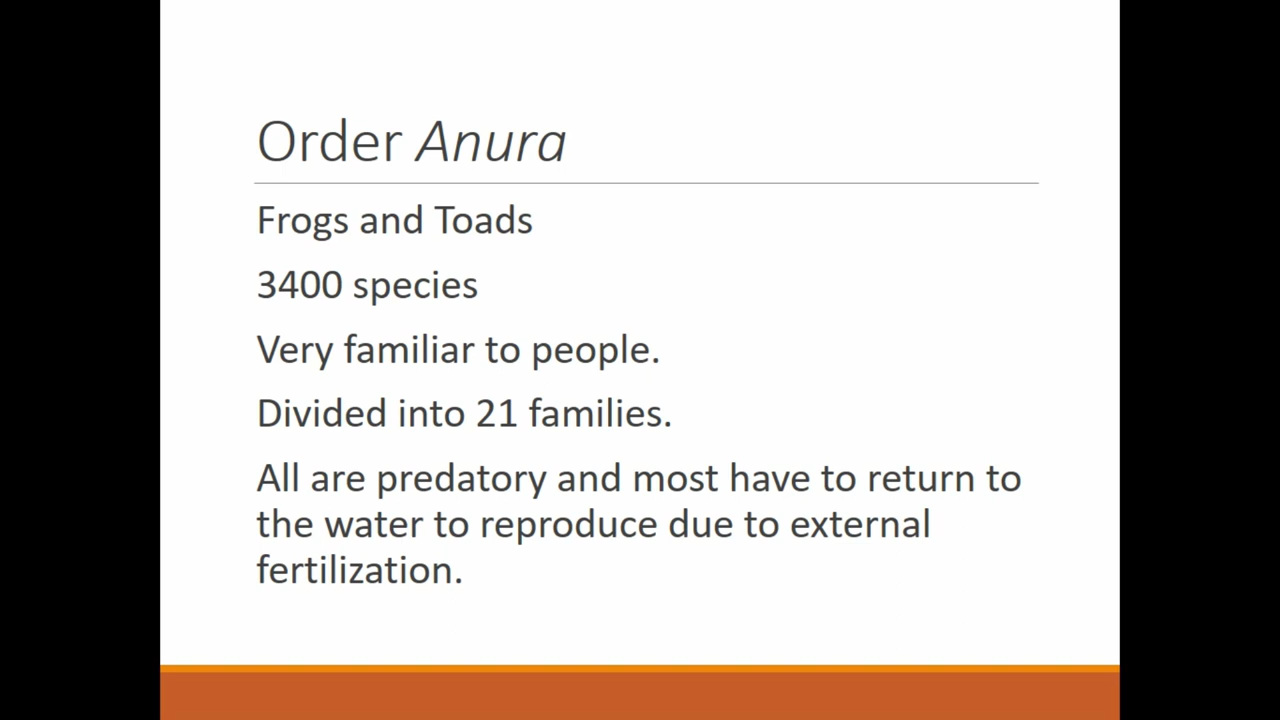 Order Anura
Frogs and Toads
3400 species
Very familiar to people.
Divided into 21 families.
All are predatory and most have to return to
the water to reproduce due to external
fertilization.